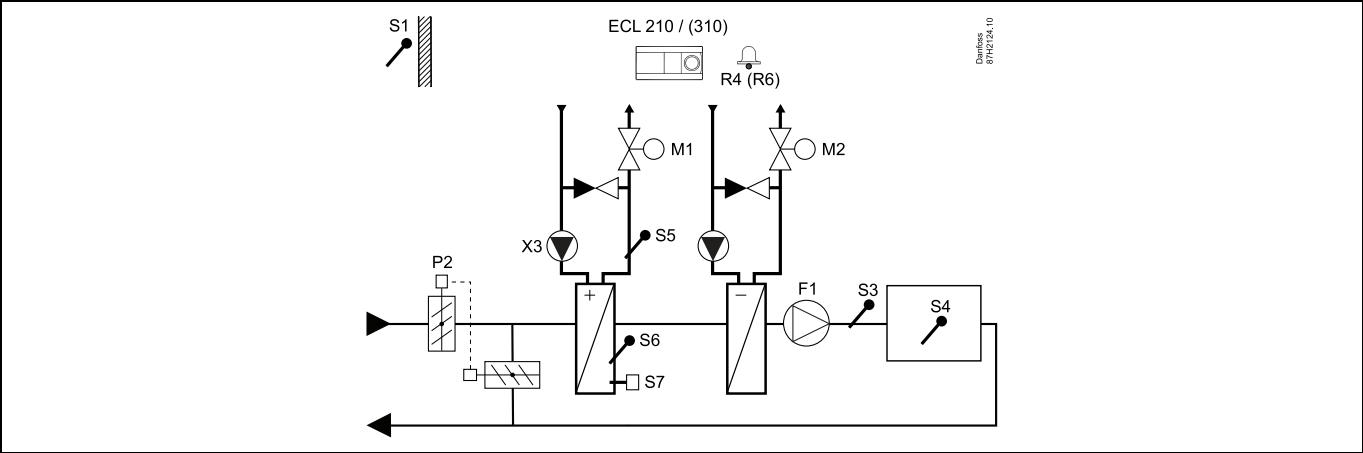 S1
ECL 210 / (310)
Danfoss
87H2124.10
R4 (R6)
M1
M2
X3
S5
P2
+
−
F1
S3
S4
S6
S7